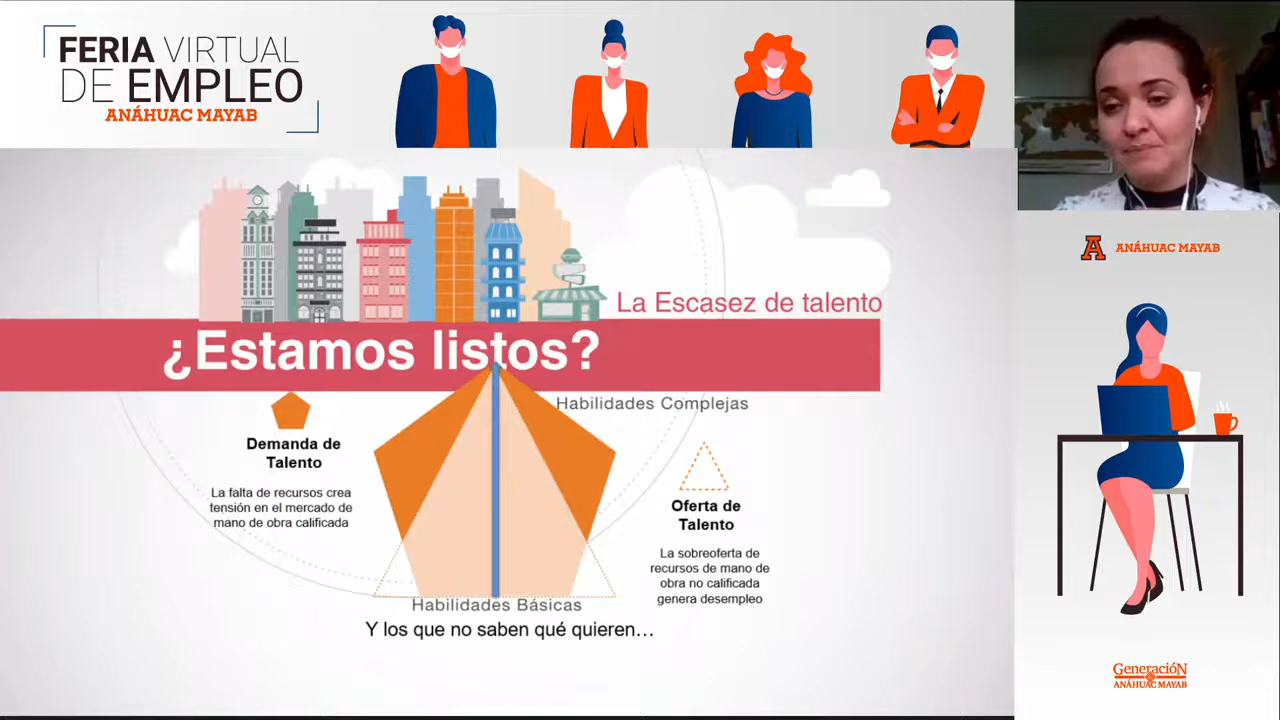 FERIA VIRTUAL
DE EMPLEO
ANÁHUAC MAYAB
La Escasez de talento
¿Estamos listos?
Habilidades Complejas
Demanda de
Talento
La falta de recursos crea
tensión en el mercado de
mano de obra calificada
Oferta de
Talento
La sobreoferta de
recursos de mano de
obra no calificada
genera desempleo
Habilidades Básicas
Y los que no saben qué quieren…
A ANÁHUAC MAYAB
GeneracióN
ANÁHUAC MAYAB